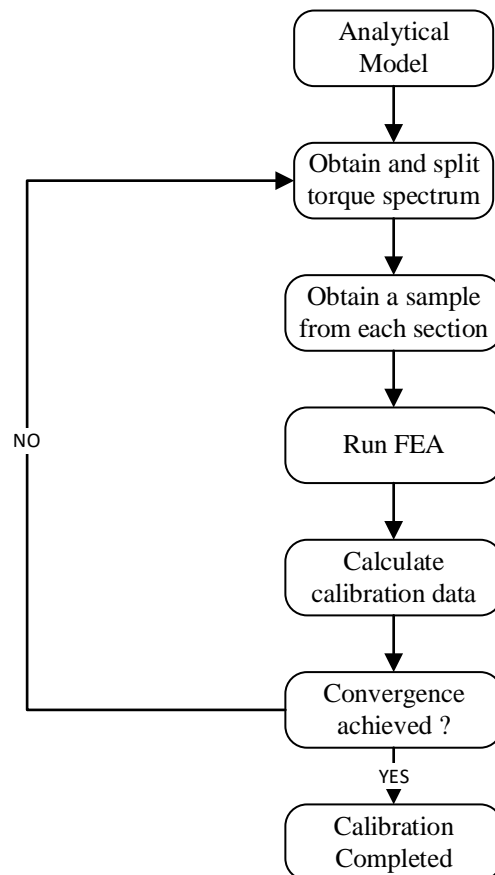 Analytical
Model
Obtain and split
torque spectrum
Obtain a sample
from each section
Run FEA
NO
Calculate
calibration data
Convergence
achieved ?
YES
Calibration
Completed